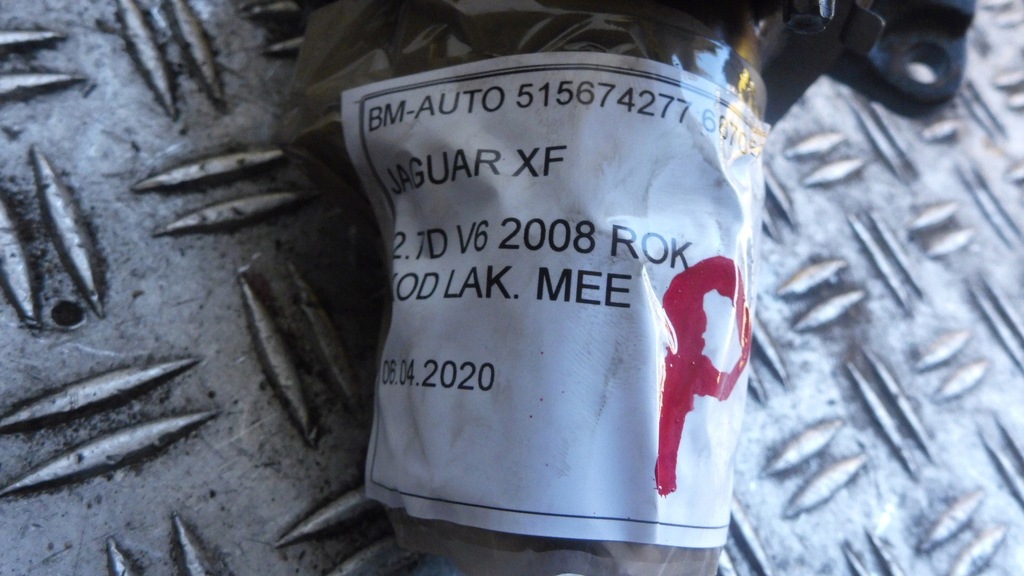 BM-AUTO 515674277
JAGUAR XF
2.7D V6 2008 ROK
KOD LAK. MEE
06.04.2020
P